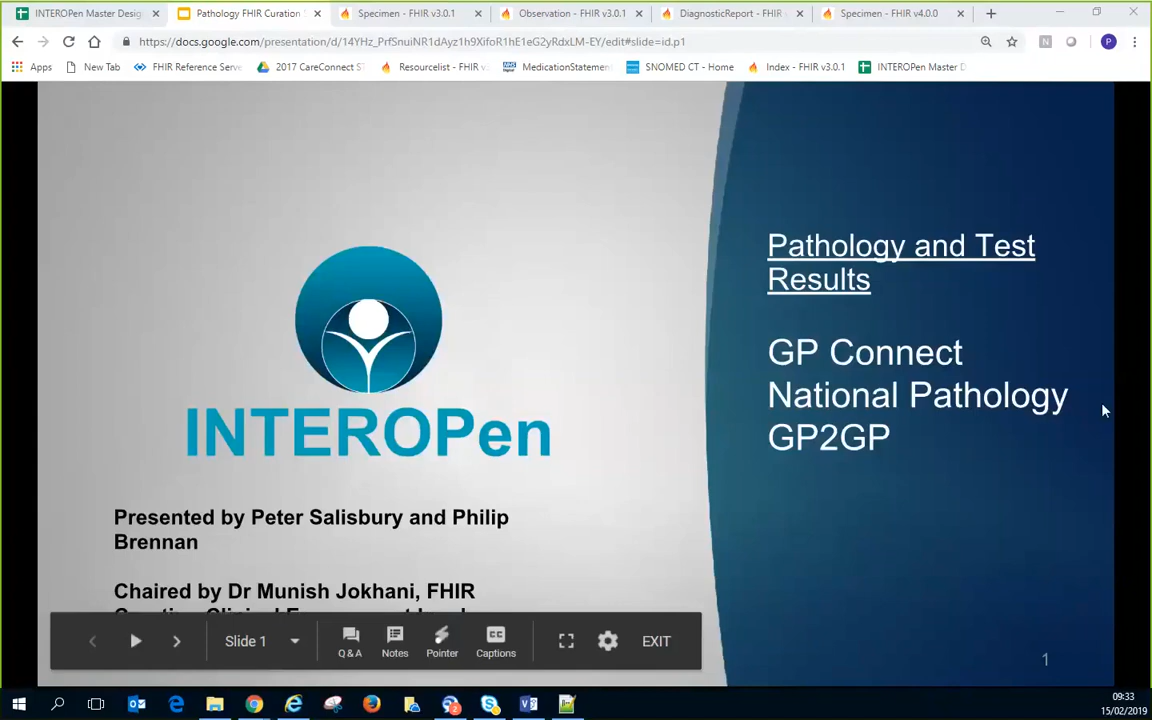 INTEROPen Master Desig
Pathology FHIR Curation S
Specimen - FHIR v3.0.1
Observation - FHIR v3.0.1
DiagnosticReport - FHIR v
Specimen - FHIR v4.0.0
https://docs.google.com/presentation/d/14YHz_PrfSnuiNR1dAyz1h9XifoR1hE1eG2yRdxLM-EY/edit#slide=id.p1
N
P
Apps
New Tab
FHIR Reference Serve
2017 CareConnect ST
Resourcelist - FHIR v
MedicationStatement
SNOMED CT - Home
Index - FHIR v3.0.1
INTEROPen Master D
Pathology and Test
Results
GP Connect
National Pathology
GP2GP
INTEROPen
Presented by Peter Salisbury and Philip
Brennan
Chaired by Dr Munish Jokhani, FHIR
Slide 1
Q&A
Notes
Pointer
CC
Captions
EXIT
1
09:33
15/02/2019